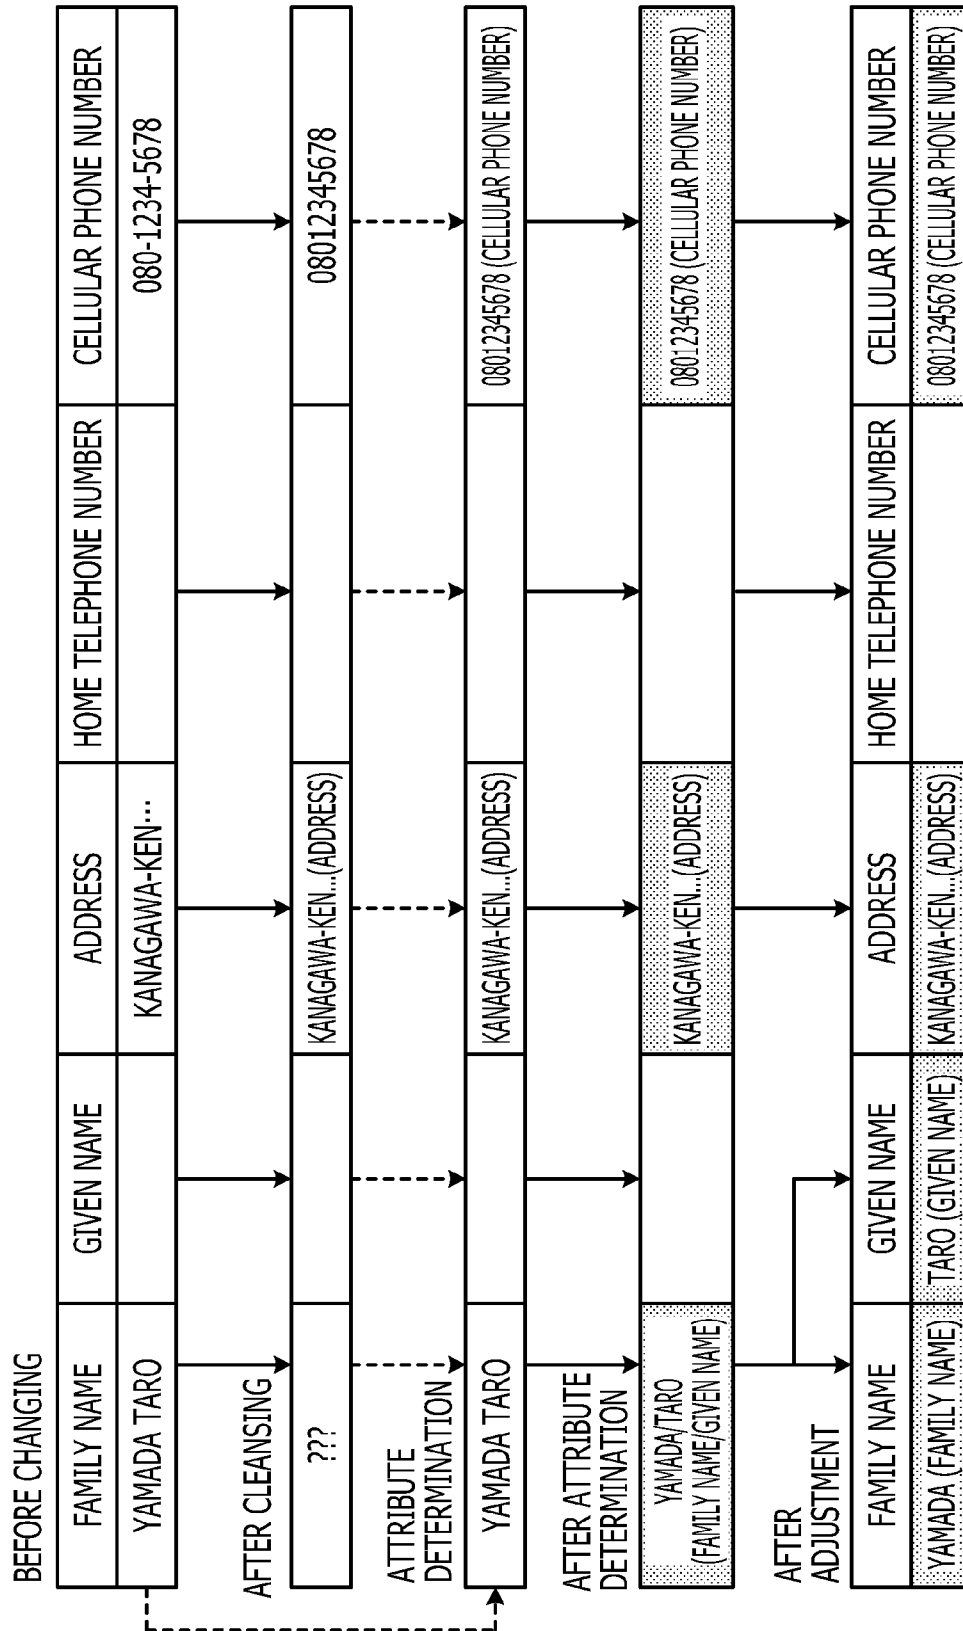 BEFORE CHANGING
FAMILY NAME
GIVEN NAME
ADDRESS
HOME TELEPHONE NUMBER
CELLULAR PHONE NUMBER
YAMADA TARO
KANAGAWA-KEN...
080-1234-5678
AFTER CLEANSING
???
KANAGAWA-KEN...(ADDRESS)
08012345678
ATTRIBUTE
DETERMINATION
YAMADA TARO
KANAGAWA-KEN...(ADDRESS)
08012345678 (CELLULAR PHONE NUMBER)
AFTER ATTRIBUTE
DETERMINATION
YAMADA/TARO
(FAMILY NAME/GIVEN NAME)
KANAGAWA-KEN...(ADDRESS)
08012345678 (CELLULAR PHONE NUMBER)
AFTER
ADJUSTMENT
FAMILY NAME
GIVEN NAME
ADDRESS
HOME TELEPHONE NUMBER
CELLULAR PHONE NUMBER
YAMADA (FAMILY NAME)
TARO (GIVEN NAME)
KANAGAWA-KEN...(ADDRESS)
08012345678 (CELLULAR PHONE NUMBER)